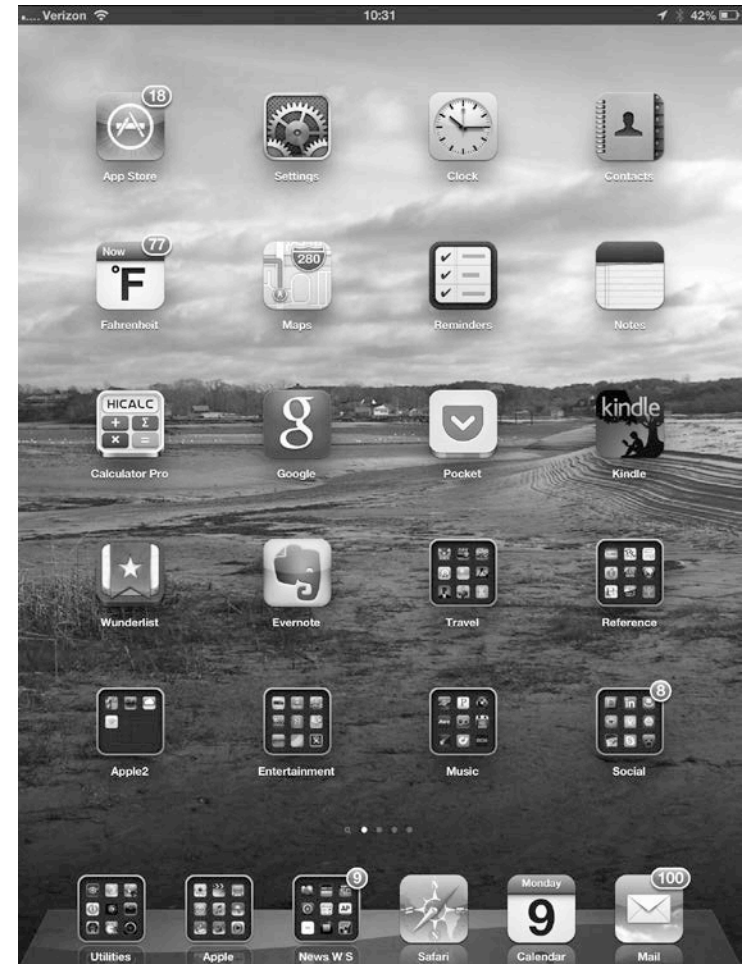 ..... Verizon 10:31 42%
18
App Store Settings Clock Contacts
Now 77
°F 280
Fahrenheit Maps Reminders Notes
HICALC
+ Σ
× =
g kindle
Calculator Pro Google Pocket Kindle
Wunderlist Evernote Travel Reference
8
Apple2 Entertainment Music Social
9 Monday 100
9
AP
Utilities Apple News W S Safari Calendar Mail